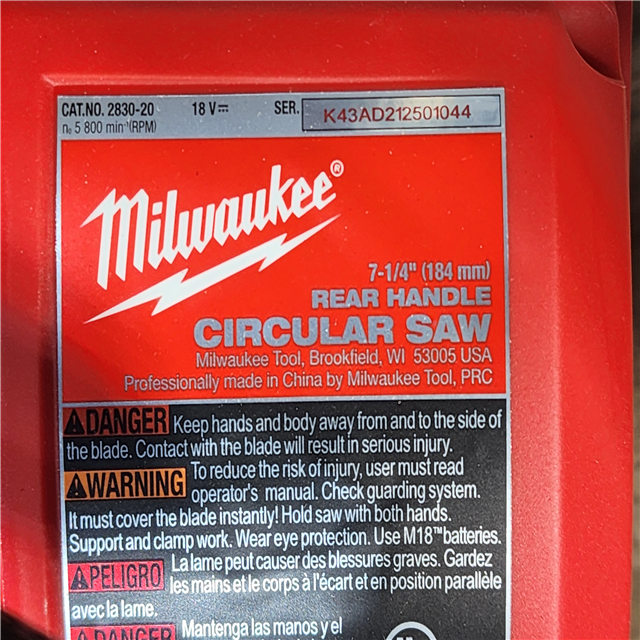 CAT.NO. 2830-20 18 V⎓ SER. K43AD212501044
n₀ 5 800 min⁻¹(RPM)
Milwaukee®
7-1/4" (184 mm)
REAR HANDLE
CIRCULAR SAW
Milwaukee Tool, Brookfield, WI 53005 USA
Professionally made in China by Milwaukee Tool, PRC
DANGER Keep hands and body away from and to the side of
the blade. Contact with the blade will result in serious injury.
WARNING To reduce the risk of injury, user must read
operator's manual. Check guarding system.
It must cover the blade instantly! Hold saw with both hands.
Support and clamp work. Wear eye protection. Use M18™ batteries.
PELIGRO La lame peut causer des blessures graves. Gardez
les mains et le corps à l'écart et en position parallèle
avec la lame.
DANGER Mantenga las manos y el